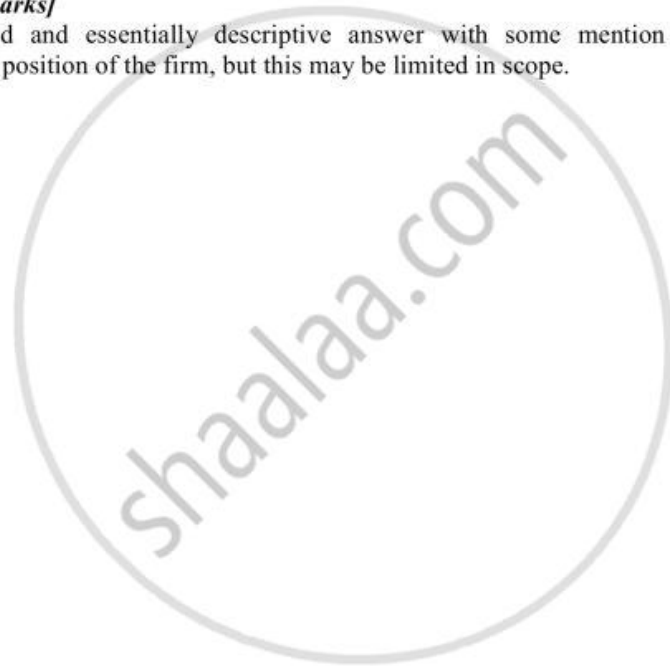 arks]
d and essentially descriptive answer with some mention
position of the firm, but this may be limited in scope.
shaalaa.com